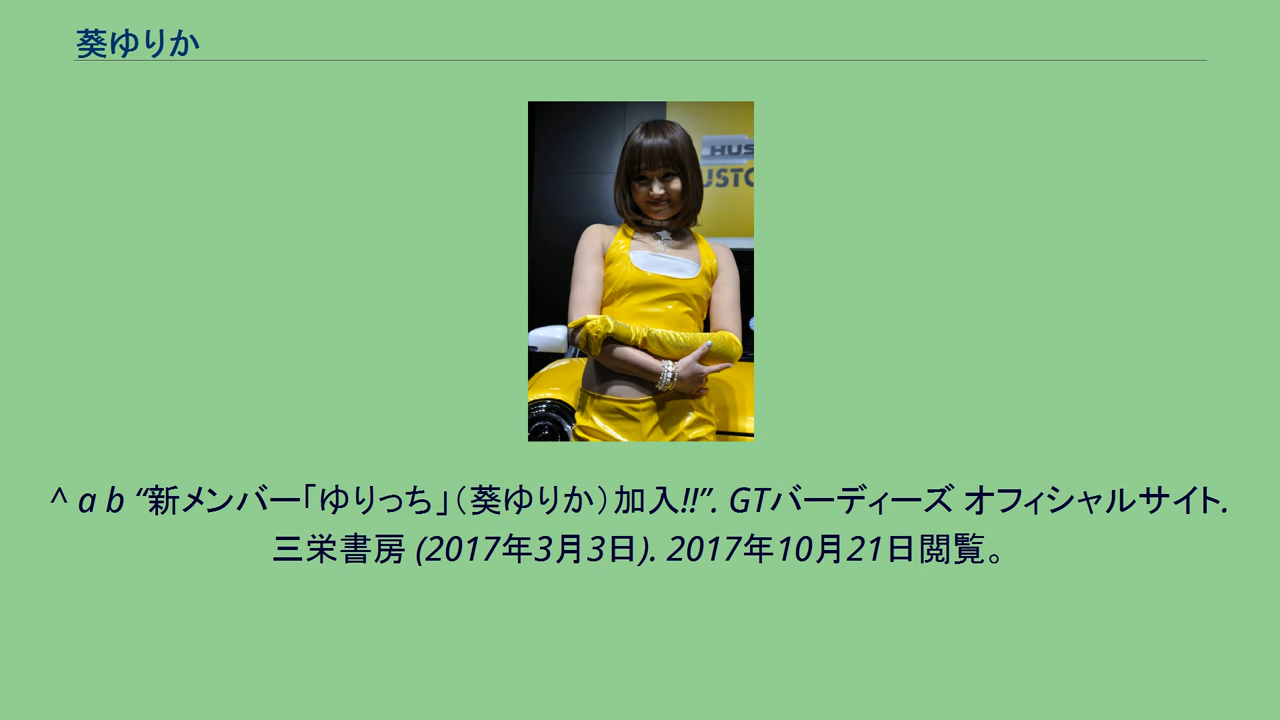 葵ゆりか
HUS
USTO
^ a b “新メンバー「ゆりっち」（葵ゆりか）加入!!”. GTバーディーズ オフィシャルサイト.
三栄書房 (2017年3月3日). 2017年10月21日閲覧。